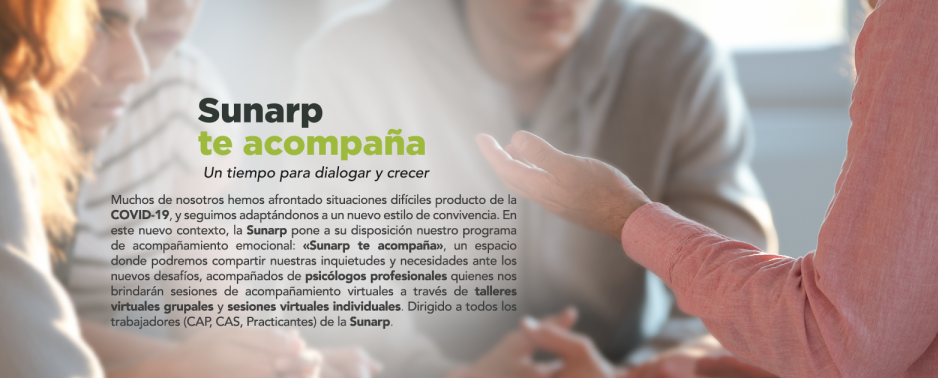 Sunarp
te acompaña
Un tiempo para dialogar y crecer
Muchos de nosotros hemos afrontado situaciones difíciles producto de la
COVID-19, y seguimos adaptándonos a un nuevo estilo de convivencia. En
este nuevo contexto, la Sunarp pone a su disposición nuestro programa
de acompañamiento emocional: «Sunarp te acompaña», un espacio
donde podremos compartir nuestras inquietudes y necesidades ante los
nuevos desafíos, acompañados de psicólogos profesionales quienes nos
brindarán sesiones de acompañamiento virtuales a través de talleres
virtuales grupales y sesiones virtuales individuales. Dirigido a todos los
trabajadores (CAP, CAS, Practicantes) de la Sunarp.